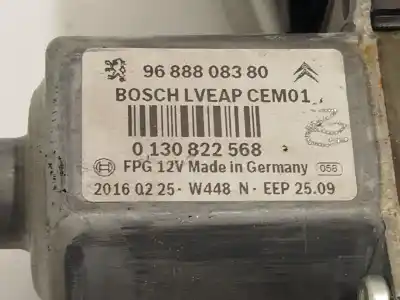 96 888 083 80
BOSCH LVEAP CEM01
0 130 822 568
FPG 12V Made in Germany 056
2016 02 25 - W448 N - EEP 25.09